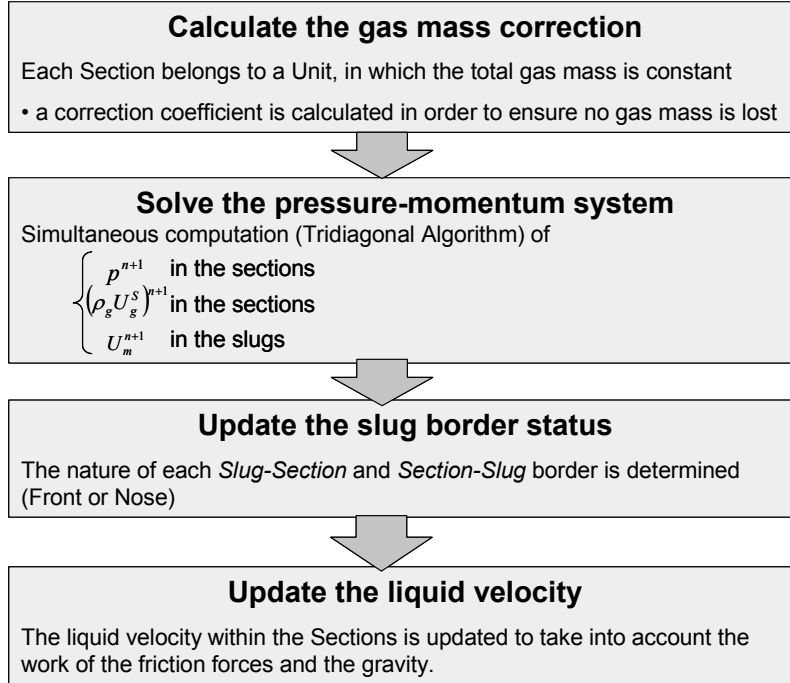 Calculate the gas mass correction
Each Section belongs to a Unit, in which the total gas mass is constant
• a correction coefficient is calculated in order to ensure no gas mass is lost
Solve the pressure-momentum system
Simultaneous computation (Tridiagonal Algorithm) of
p^{n+1} in the sections
(ρ_g U_g^S)^{n+1} in the sections
U_m^{n+1} in the slugs
Update the slug border status
The nature of each Slug-Section and Section-Slug border is determined
(Front or Nose)
Update the liquid velocity
The liquid velocity within the Sections is updated to take into account the
work of the friction forces and the gravity.